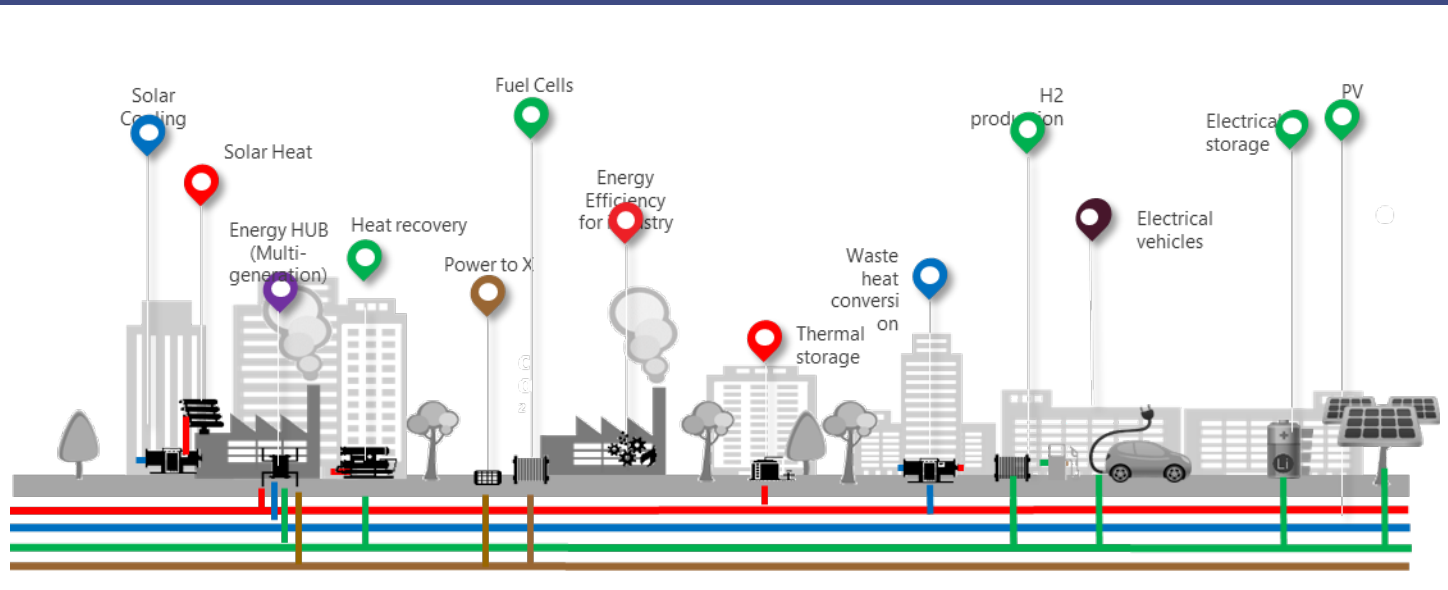 Solar
Cooling
Solar Heat
Energy HUB
(Multi-
generation)
Heat recovery
Fuel Cells
Power to X
Energy
Efficiency
for industry
Thermal
storage
Waste
heat
conversi
on
H2
production
Electrical
vehicles
Electrical
storage
PV
C
O
2